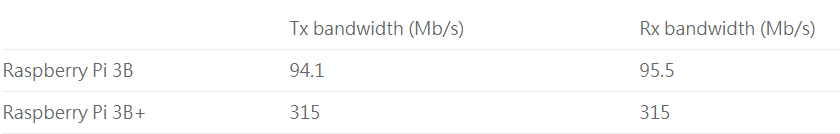 Tx bandwidth (Mb/s) Rx bandwidth (Mb/s)
Raspberry Pi 3B 94.1 95.5
Raspberry Pi 3B+ 315 315